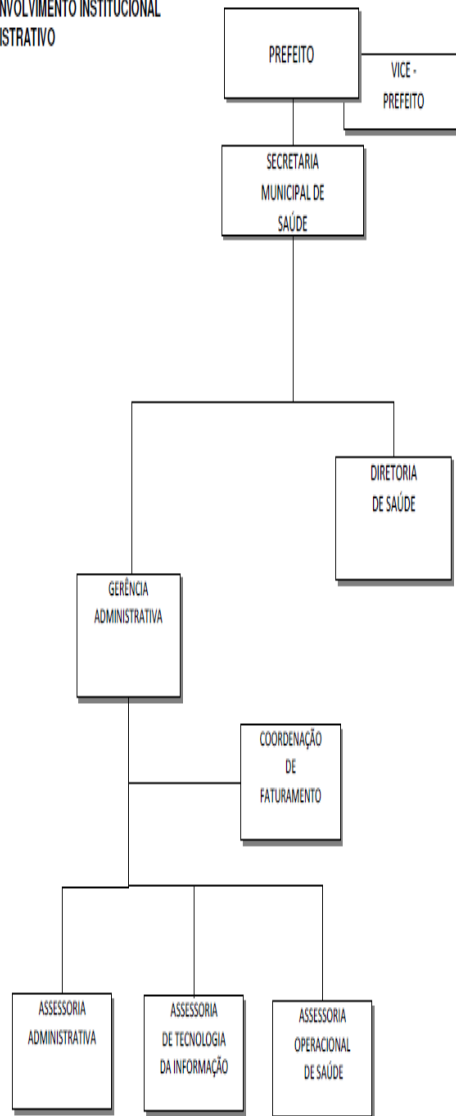 NVOLVIMENTO INSTITUCIONAL
ISTRATIVO
PREFEITO
VICE -
PREFEITO
SECRETARIA
MUNICIPAL DE
SAÚDE
DIRETORIA
DE SAÚDE
GERÊNCIA
ADMINISTRATIVA
COORDENAÇÃO
DE
FATURAMENTO
ASSESSORIA
ADMINISTRATIVA
ASSESSORIA
DE TECNOLOGIA
DA INFORMAÇÃO
ASSESSORIA
OPERACIONAL
DE SAÚDE